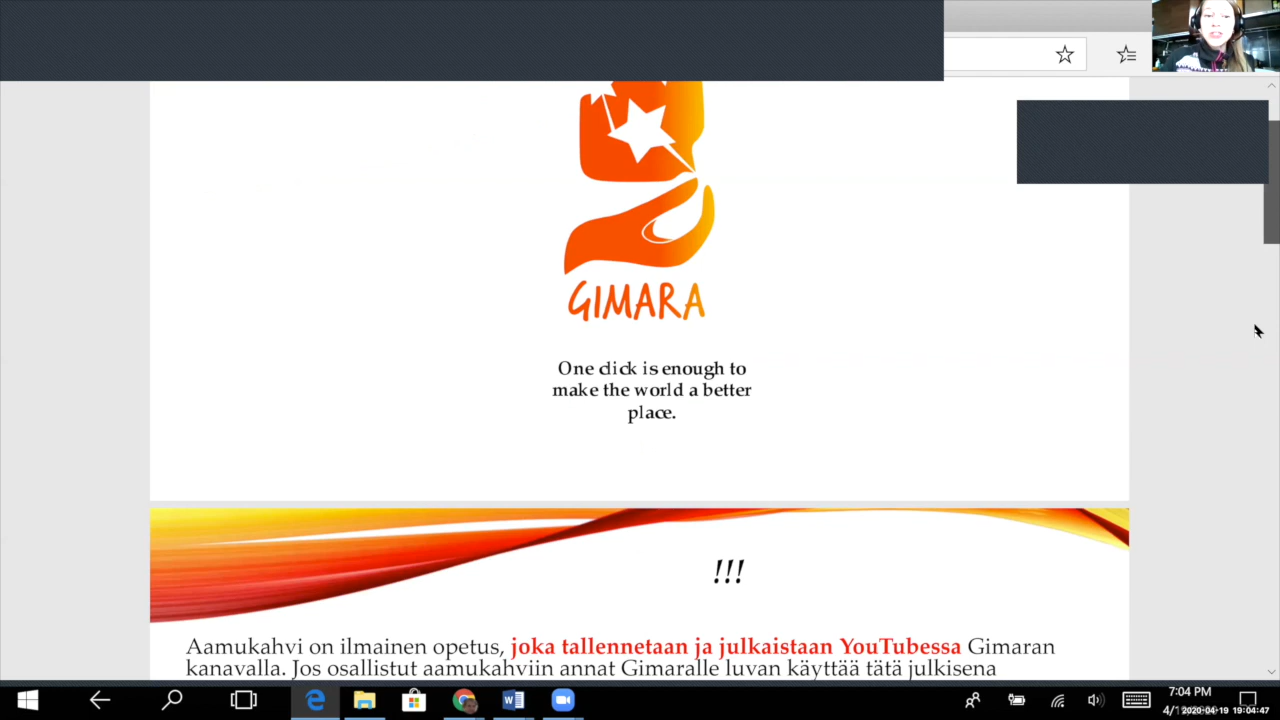 GIMARA
One click is enough to
make the world a better
place.
!!!
Aamukahvi on ilmainen opetus, joka tallennetaan ja julkaistaan YouTubessa Gimaran
kanavalla. Jos osallistut aamukahviin annat Gimaralle luvan käyttää tätä julkisena
7:04 PM
2020-04-19 19:04:47